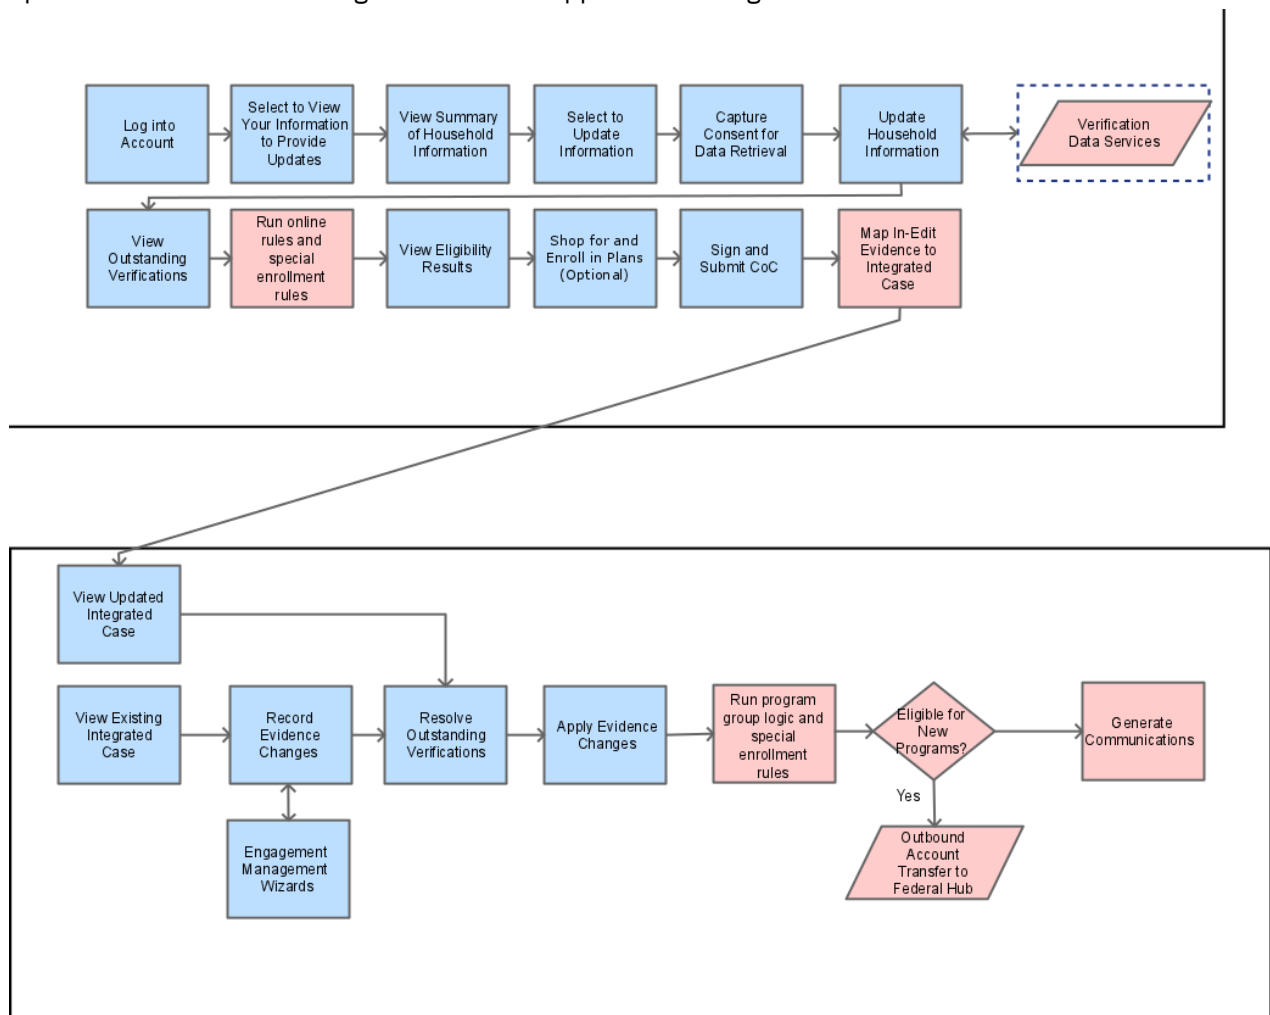 Log into
Account
Select to View
Your Information
to Provide
Updates
View Summary
of Household
Information
Select to
Update
Information
Capture
Consent for
Data Retrieval
Update
Household
Information
Verification
Data Services
View
Outstanding
Verifications
Run online
rules and
special
enrollment
rules
View Eligibility
Results
Shop for and
Enroll in Plans
(Optional)
Sign and
Submit CoC
Map In-Edit
Evidence to
Integrated
Case
View Updated
Integrated
Case
View Existing
Integrated
Case
Record
Evidence
Changes
Resolve
Outstanding
Verifications
Apply Evidence
Changes
Run program
group logic and
special
enrollment
rules
Eligible for
New
Programs?
Generate
Communications
Yes
Engagement
Management
Wizards
Outbound
Account
Transfer to
Federal Hub